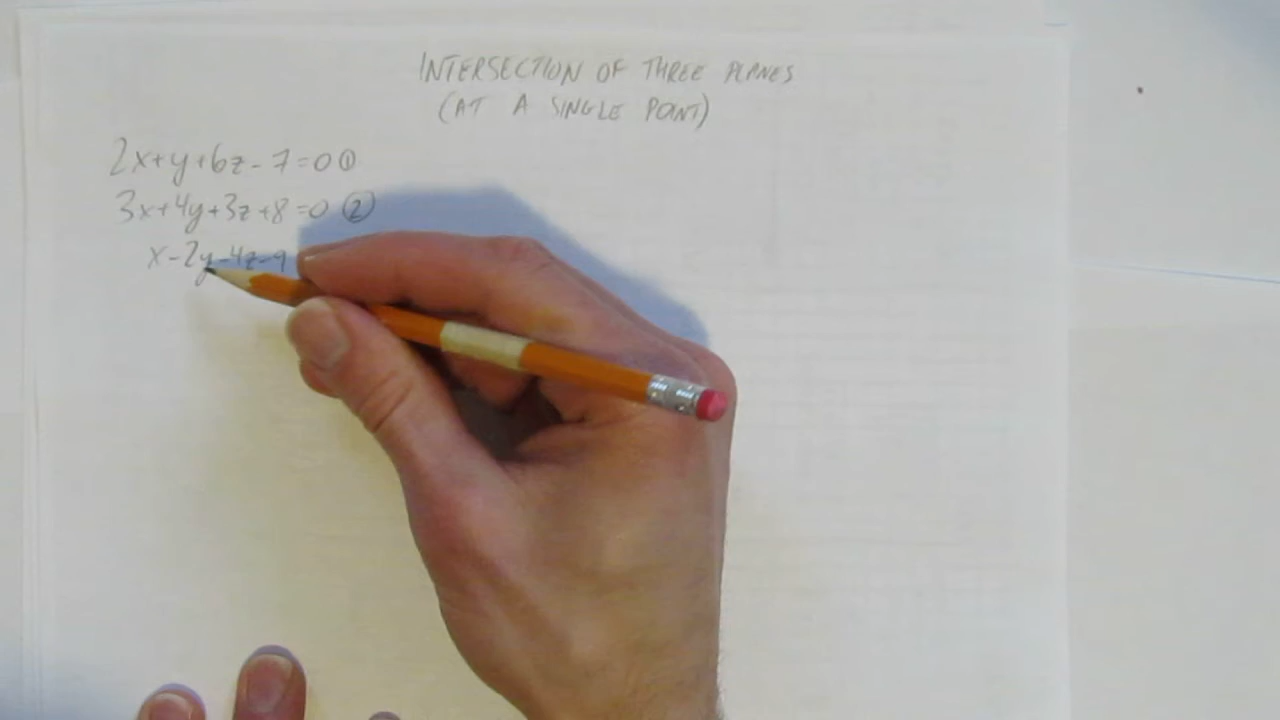 INTERSECTION OF THREE PLANES
(AT A SINGLE POINT)
2x+y+6z-7=0 ①
3x+4y+3z+8=0 ②
x-2y-4z-9